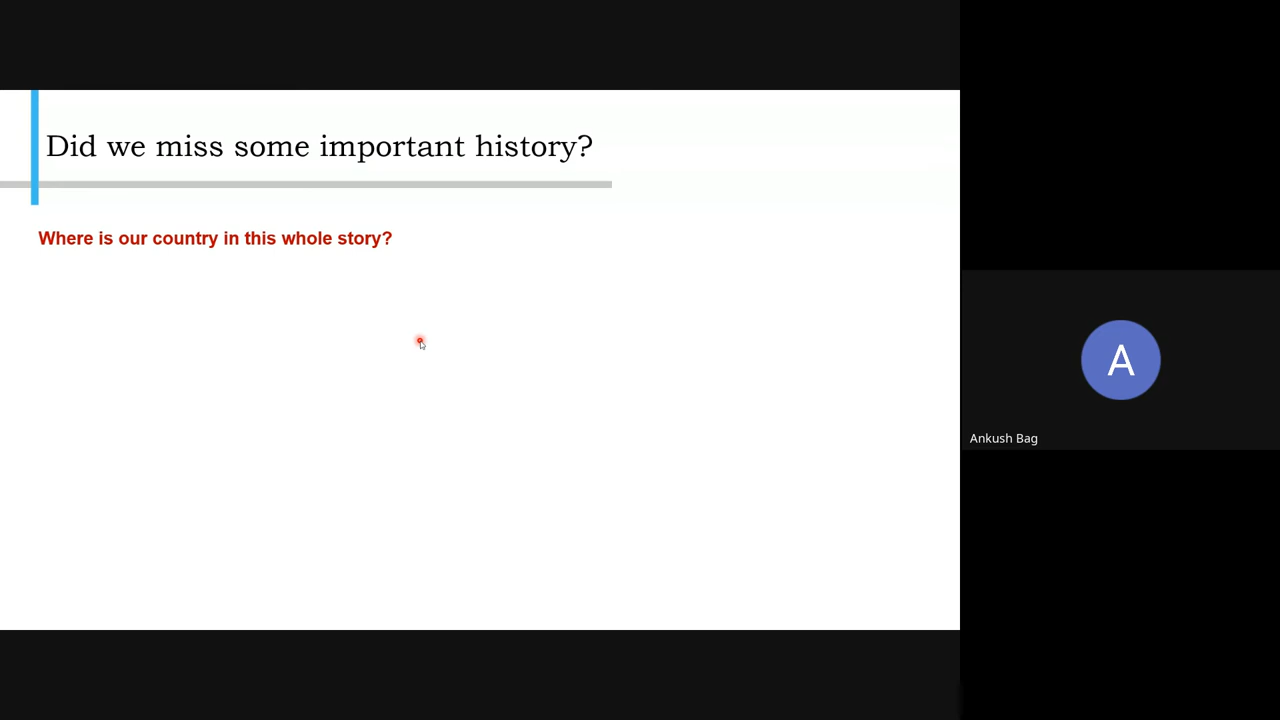 Did we miss some important history?
Where is our country in this whole story?
A
Ankush Bag